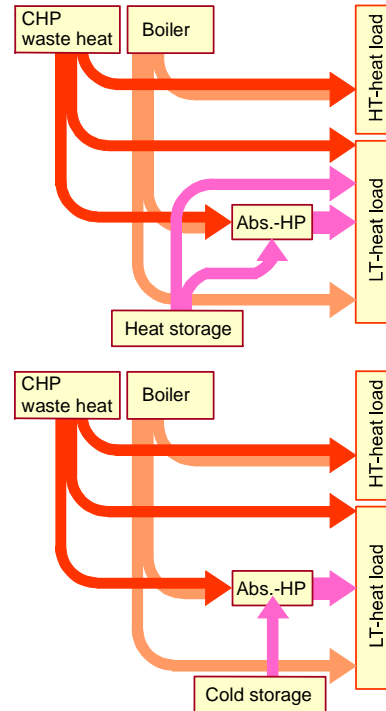 CHP
waste heat
Boiler
HT-heat load
LT-heat load
Abs.-HP
Heat storage
CHP
waste heat
Boiler
HT-heat load
LT-heat load
Abs.-HP
Cold storage